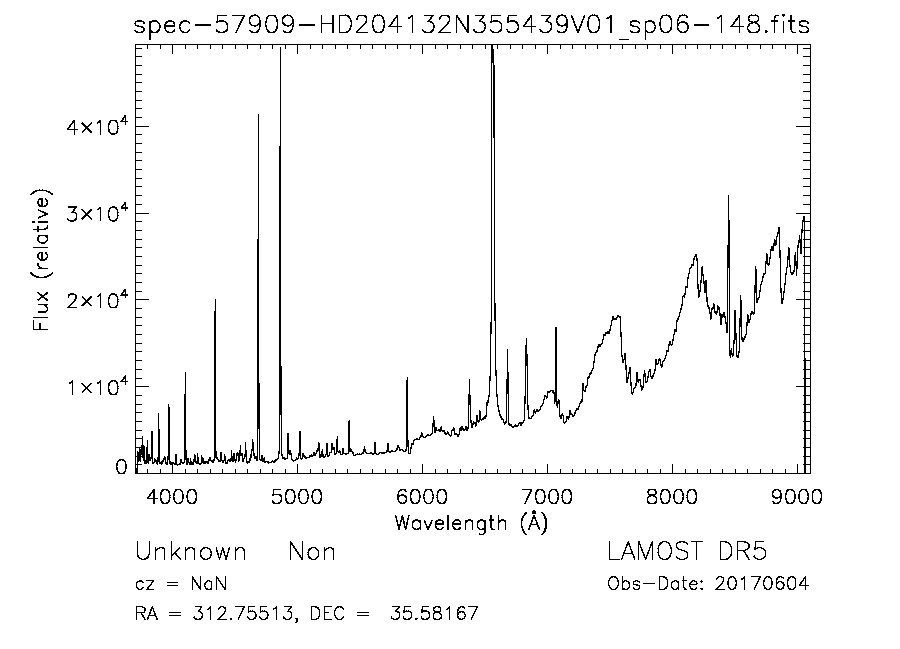 spec-57909-HD204132N355439V01_sp06-148.fits
Flux (relative)
4×10⁴
3×10⁴
2×10⁴
1×10⁴
0
4000 5000 6000 7000 8000 9000
Wavelength (Å)
Unknown Non LAMOST DR5
cz = NaN Obs-Date: 20170604
RA = 312.75513, DEC = 35.58167